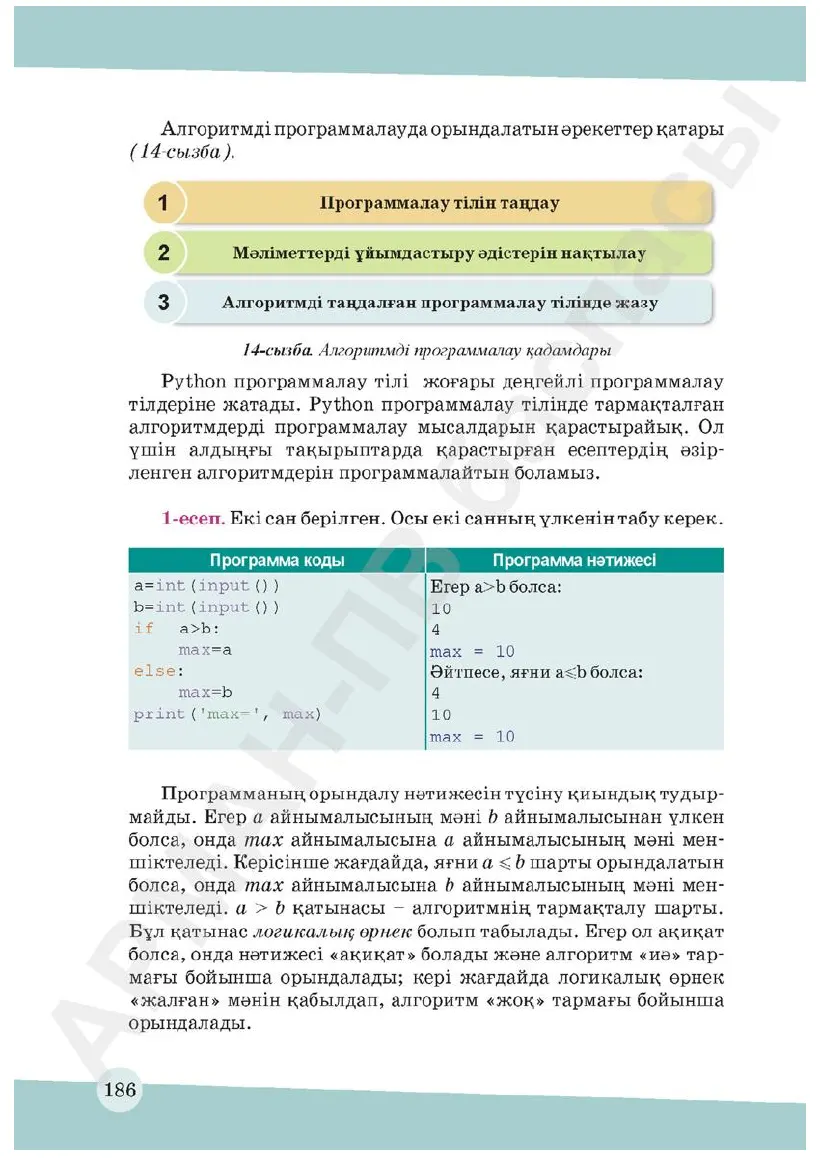 Алгоритмді программалауда орындалатын әрекеттер қатары
(14-сызба).
1 Программалау тілін таңдау
2 Мәліметтерді ұйымдастыру әдістерін нақтылау
3 Алгоритмді таңдалған программалау тілінде жазу
14-сызба. Алгоритмді программалау қадамдары
Python программалау тілі жоғары деңгейлі программалау
тілдеріне жатады. Python программалау тілінде тармақталған
алгоритмдерді программалау мысалдарын қарастырайық. Ол
үшін алдыңғы тақырыптарда қарастырған есептердің әзір-
ленген алгоритмдерін программалайтын боламыз.
1-есеп. Екі сан берілген. Осы екі санның үлкенін табу керек.
Программа коды
a=int(input())
b=int(input())
if a>b:
max=a
else:
max=b
print('max=', max)
Программа нәтижесі
Егер a>b болса:
10
4
max = 10
Әйтпесе, яғни a⩽b болса:
4
10
max = 10
Программаның орындалу нәтижесін түсіну қиындық тудыр-
майды. Егер a айнымалысының мәні b айнымалысынан үлкен
болса, онда max айнымалысына a айнымалысының мәні мен-
шіктеледі. Керісінше жағдайда, яғни a ⩽ b шарты орындалатын
болса, онда max айнымалысына b айнымалысының мәні мен-
шіктеледі. a > b қатынасы – алгоритмнің тармақталу шарты.
Бұл қатынас логикалық өрнек болып табылады. Егер ол ақиқат
болса, онда нәтижесі «ақиқат» болады және алгоритм «иә» тар-
мағы бойынша орындалады; кері жағдайда логикалық өрнек
«жалған» мәнін қабылдап, алгоритм «жоқ» тармағы бойынша
орындалады.
186
АРМАН-ПВ баспасы